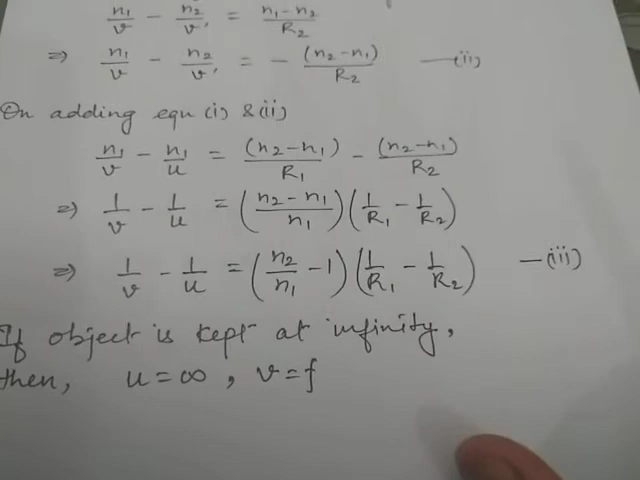 n₁/v - n₂/v' = n₁-n₂/R₂
⇒ n₁/v - n₂/v' = - (n₂-n₁)/R₂ —(ii)
On adding equn (i) & (ii)
n₁/v - n₁/u = (n₂-n₁)/R₁ - (n₂-n₁)/R₂
⇒ 1/v - 1/u = (n₂-n₁/n₁)(1/R₁ - 1/R₂)
⇒ 1/v - 1/u = (n₂/n₁ -1)(1/R₁ - 1/R₂) —(iii)
If object is kept at infinity,
then, u=∞, v=f